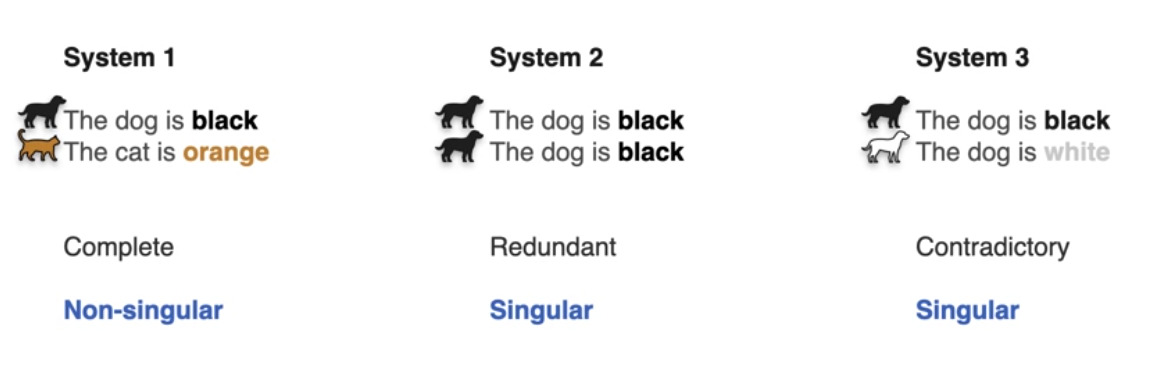 System 1
The dog is black
The cat is orange
Complete
Non-singular
System 2
The dog is black
The dog is black
Redundant
Singular
System 3
The dog is black
The dog is white
Contradictory
Singular